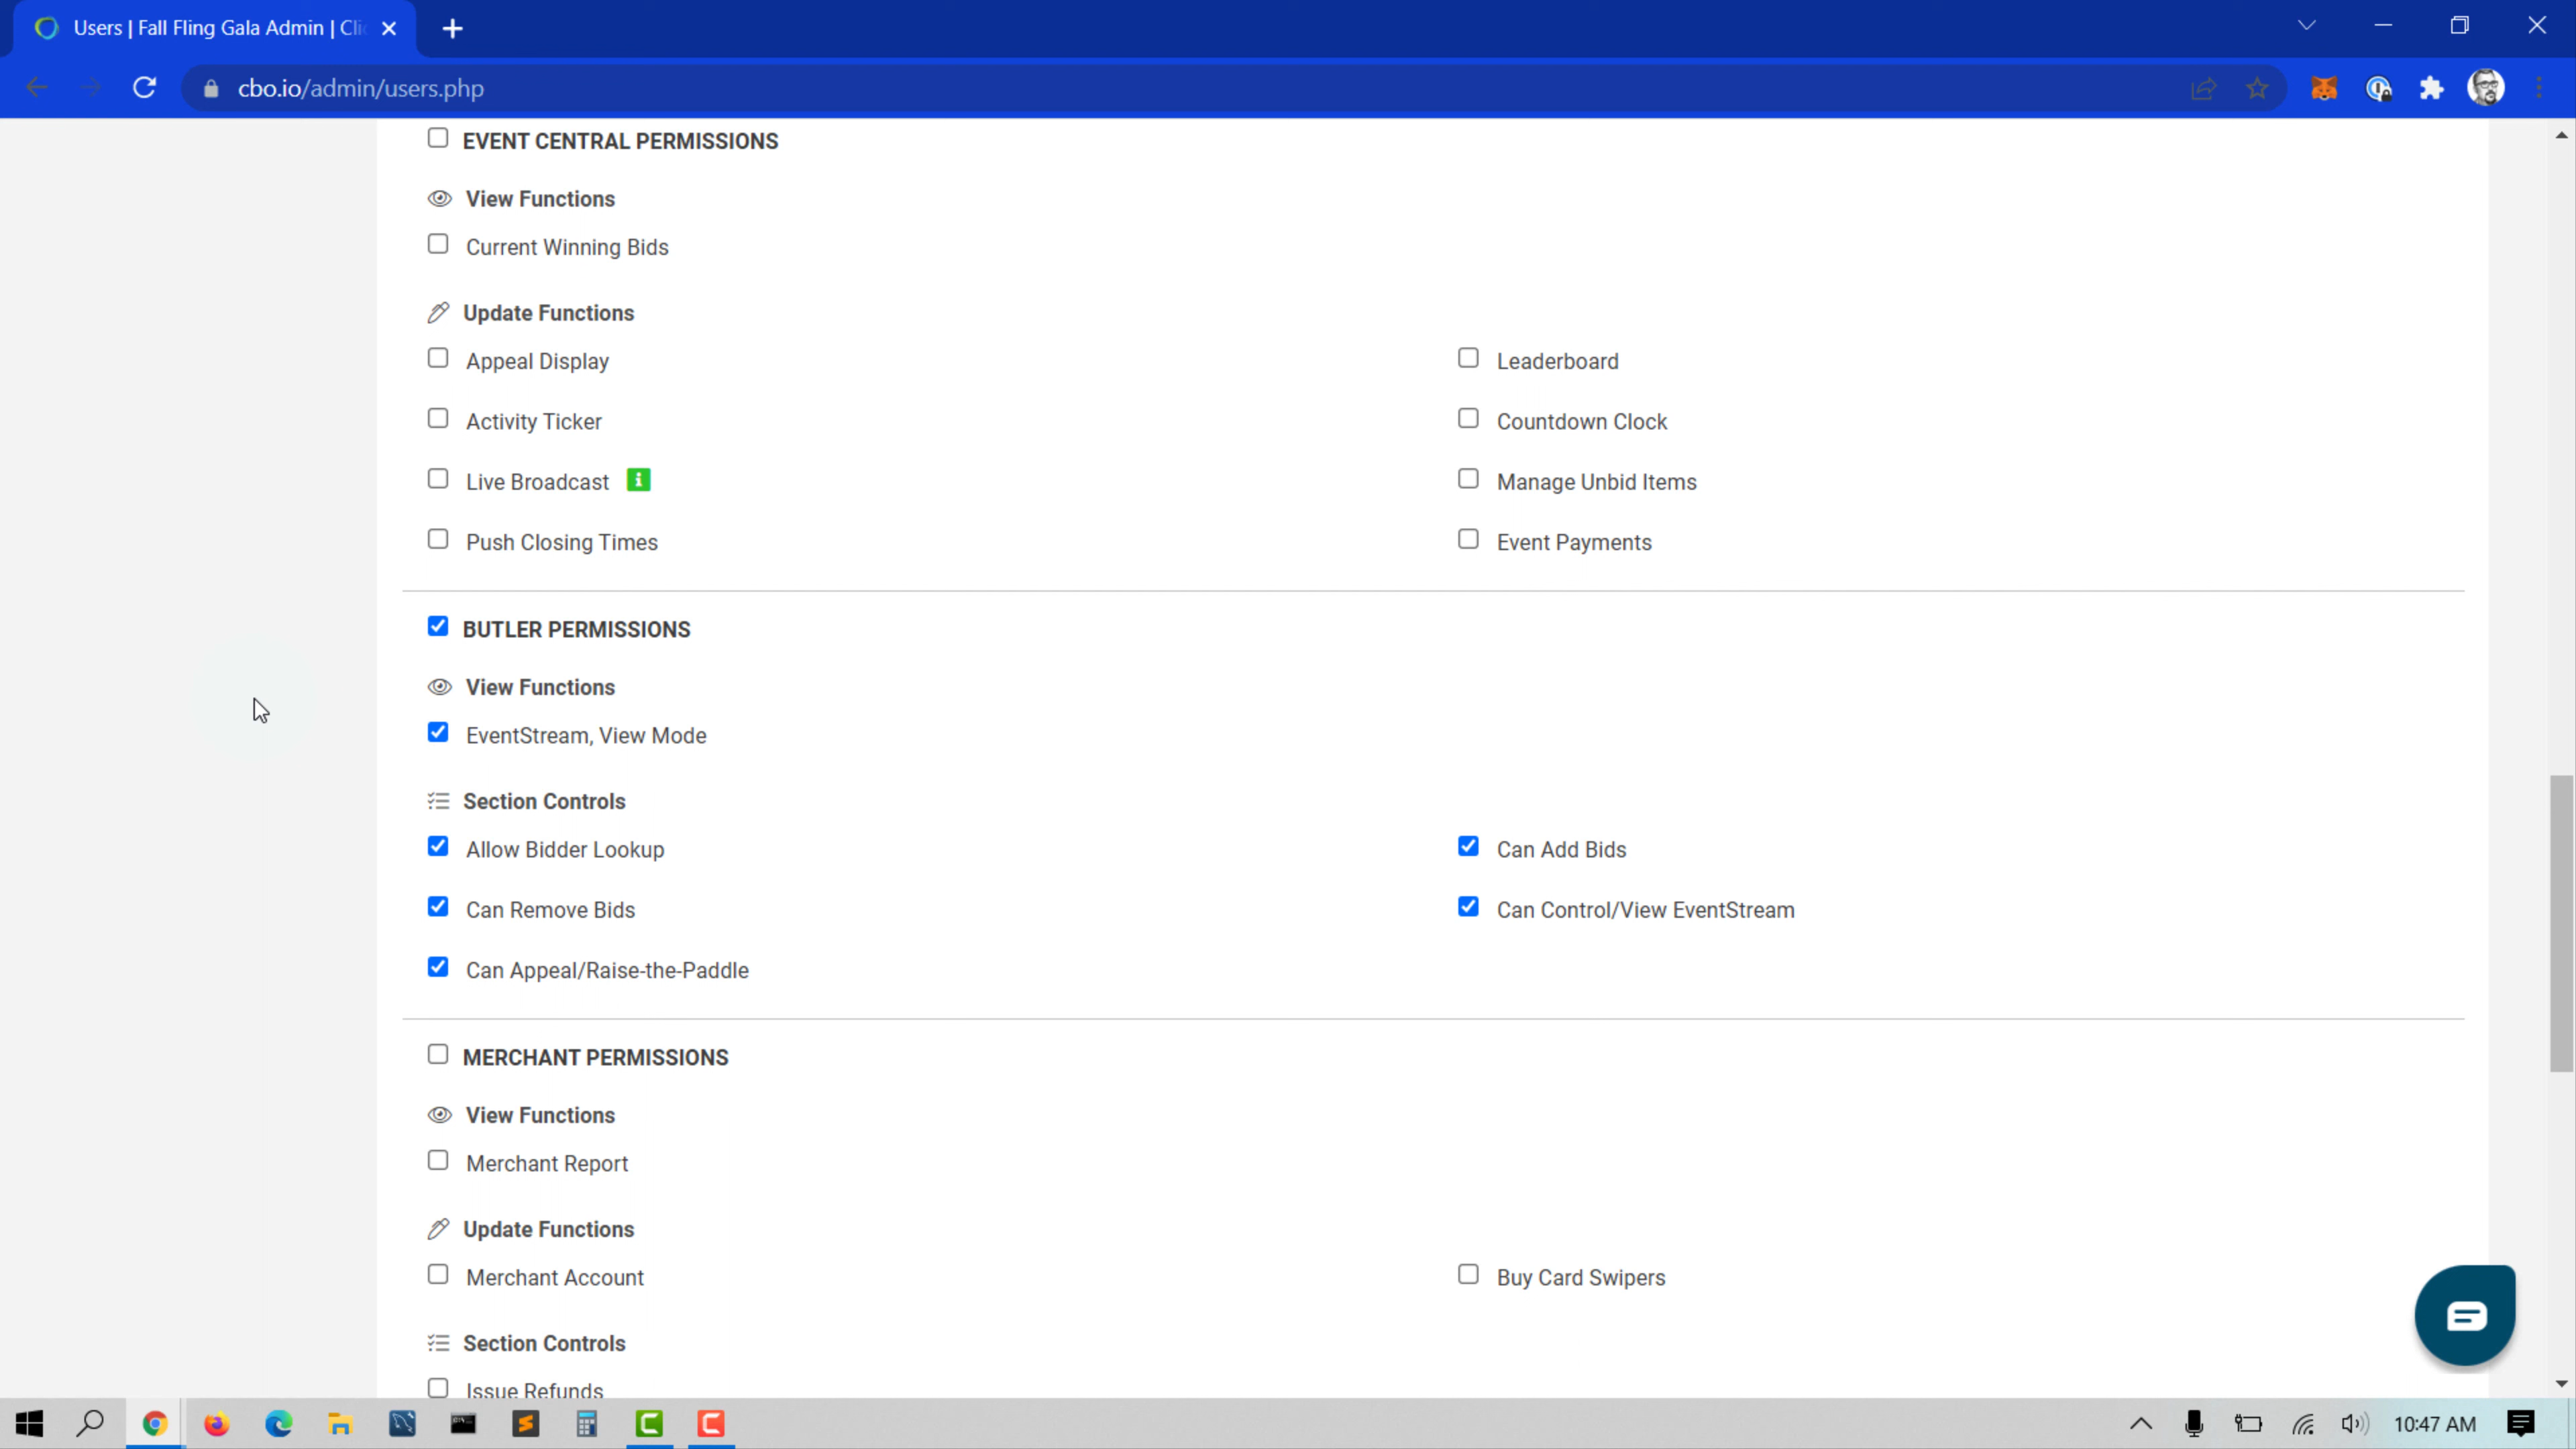 Users | Fall Fling Gala Admin | Clic
cbo.io/admin/users.php
EVENT CENTRAL PERMISSIONS
View Functions
Current Winning Bids
Update Functions
Appeal Display
Leaderboard
Activity Ticker
Countdown Clock
Live Broadcast
Manage Unbid Items
Push Closing Times
Event Payments
BUTLER PERMISSIONS
View Functions
EventStream, View Mode
Section Controls
Allow Bidder Lookup
Can Add Bids
Can Remove Bids
Can Control/View EventStream
Can Appeal/Raise-the-Paddle
MERCHANT PERMISSIONS
View Functions
Merchant Report
Update Functions
Merchant Account
Buy Card Swipers
Section Controls
Issue Refunds
10:47 AM